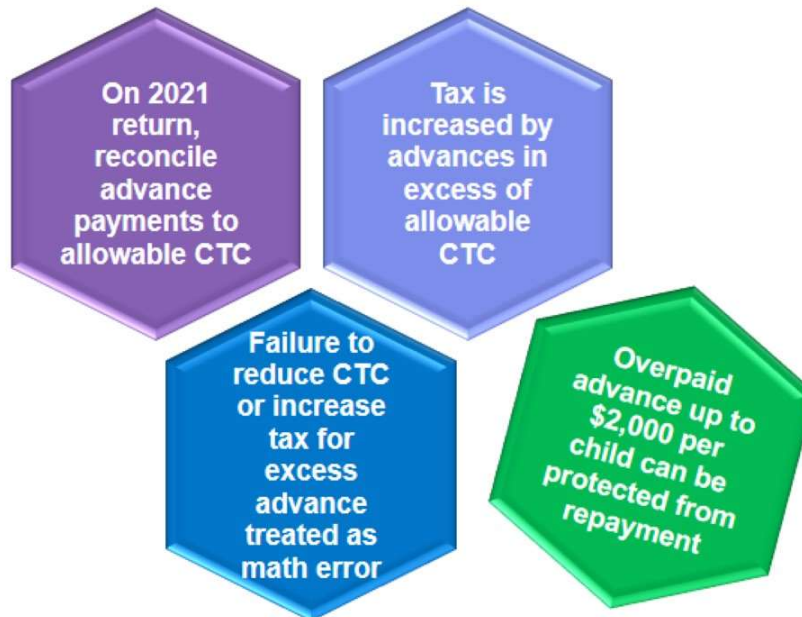 On 2021
return,
reconcile
advance
payments to
allowable CTC
Tax is
increased by
advances in
excess of
allowable
CTC
Failure to
reduce CTC
or increase
tax for
excess
advance
treated as
math error
Overpaid
advance up to
$2,000 per
child can be
protected from
repayment